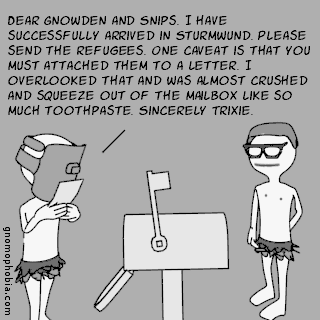 DEAR GNOWDEN AND SNIPS. I HAVE
SUCCESSFULLY ARRIVED IN STURMWUND. PLEASE
SEND THE REFUGEES. ONE CAVEAT IS THAT YOU
MUST ATTACHED THEM TO A LETTER. I
OVERLOOKED THAT AND WAS ALMOST CRUSHED
AND SQUEEZE OUT OF THE MAILBOX LIKE SO
MUCH TOOTHPASTE. SINCERELY TRIXIE.
gnomophobia.com